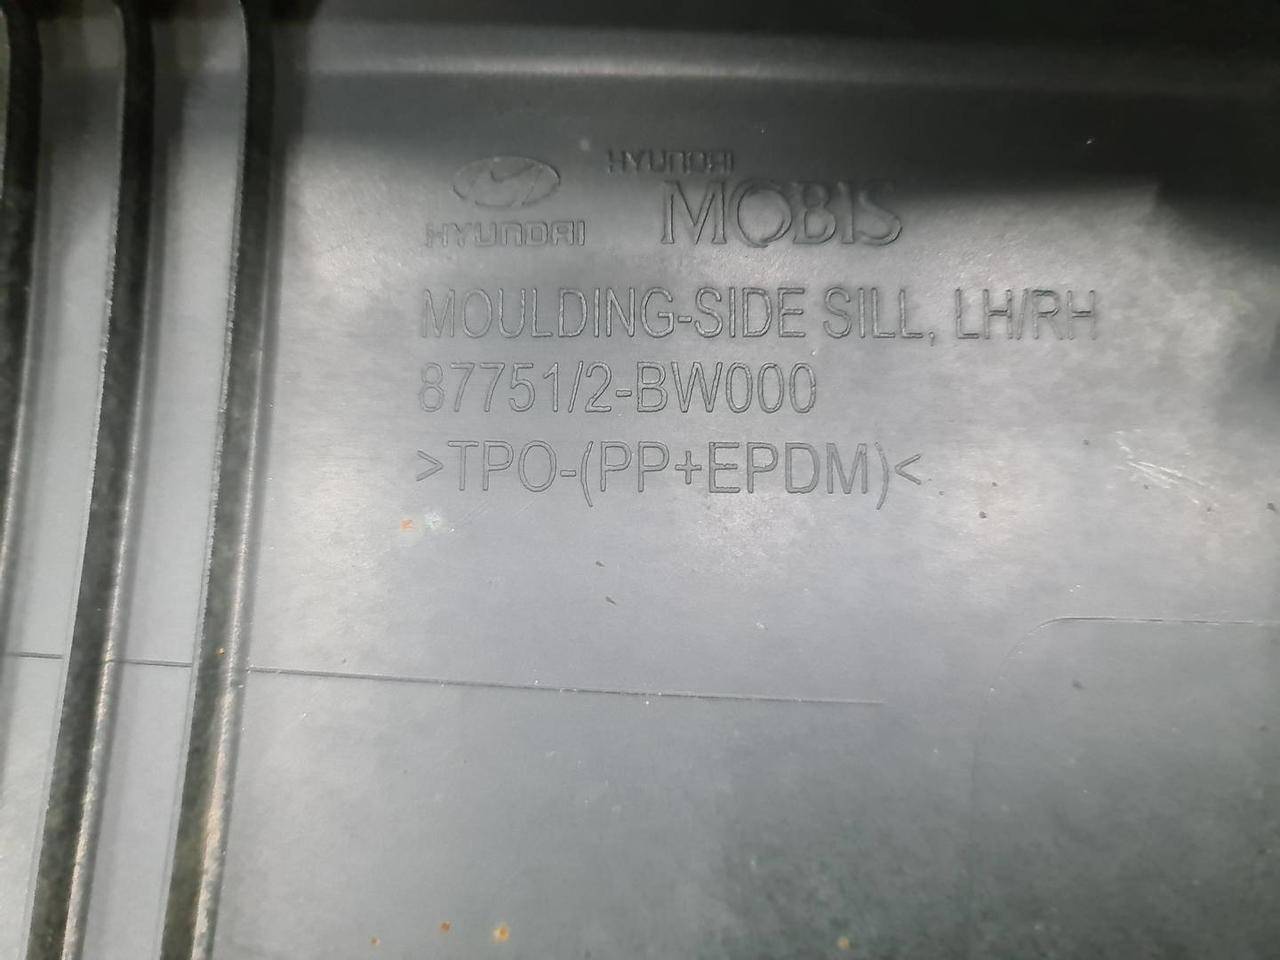 HYUNDAI
HYUNDAI
MOBIS
MOULDING-SIDE SILL, LH/RH
87751/2-BW000
>TPO-(PP+EPDM)<